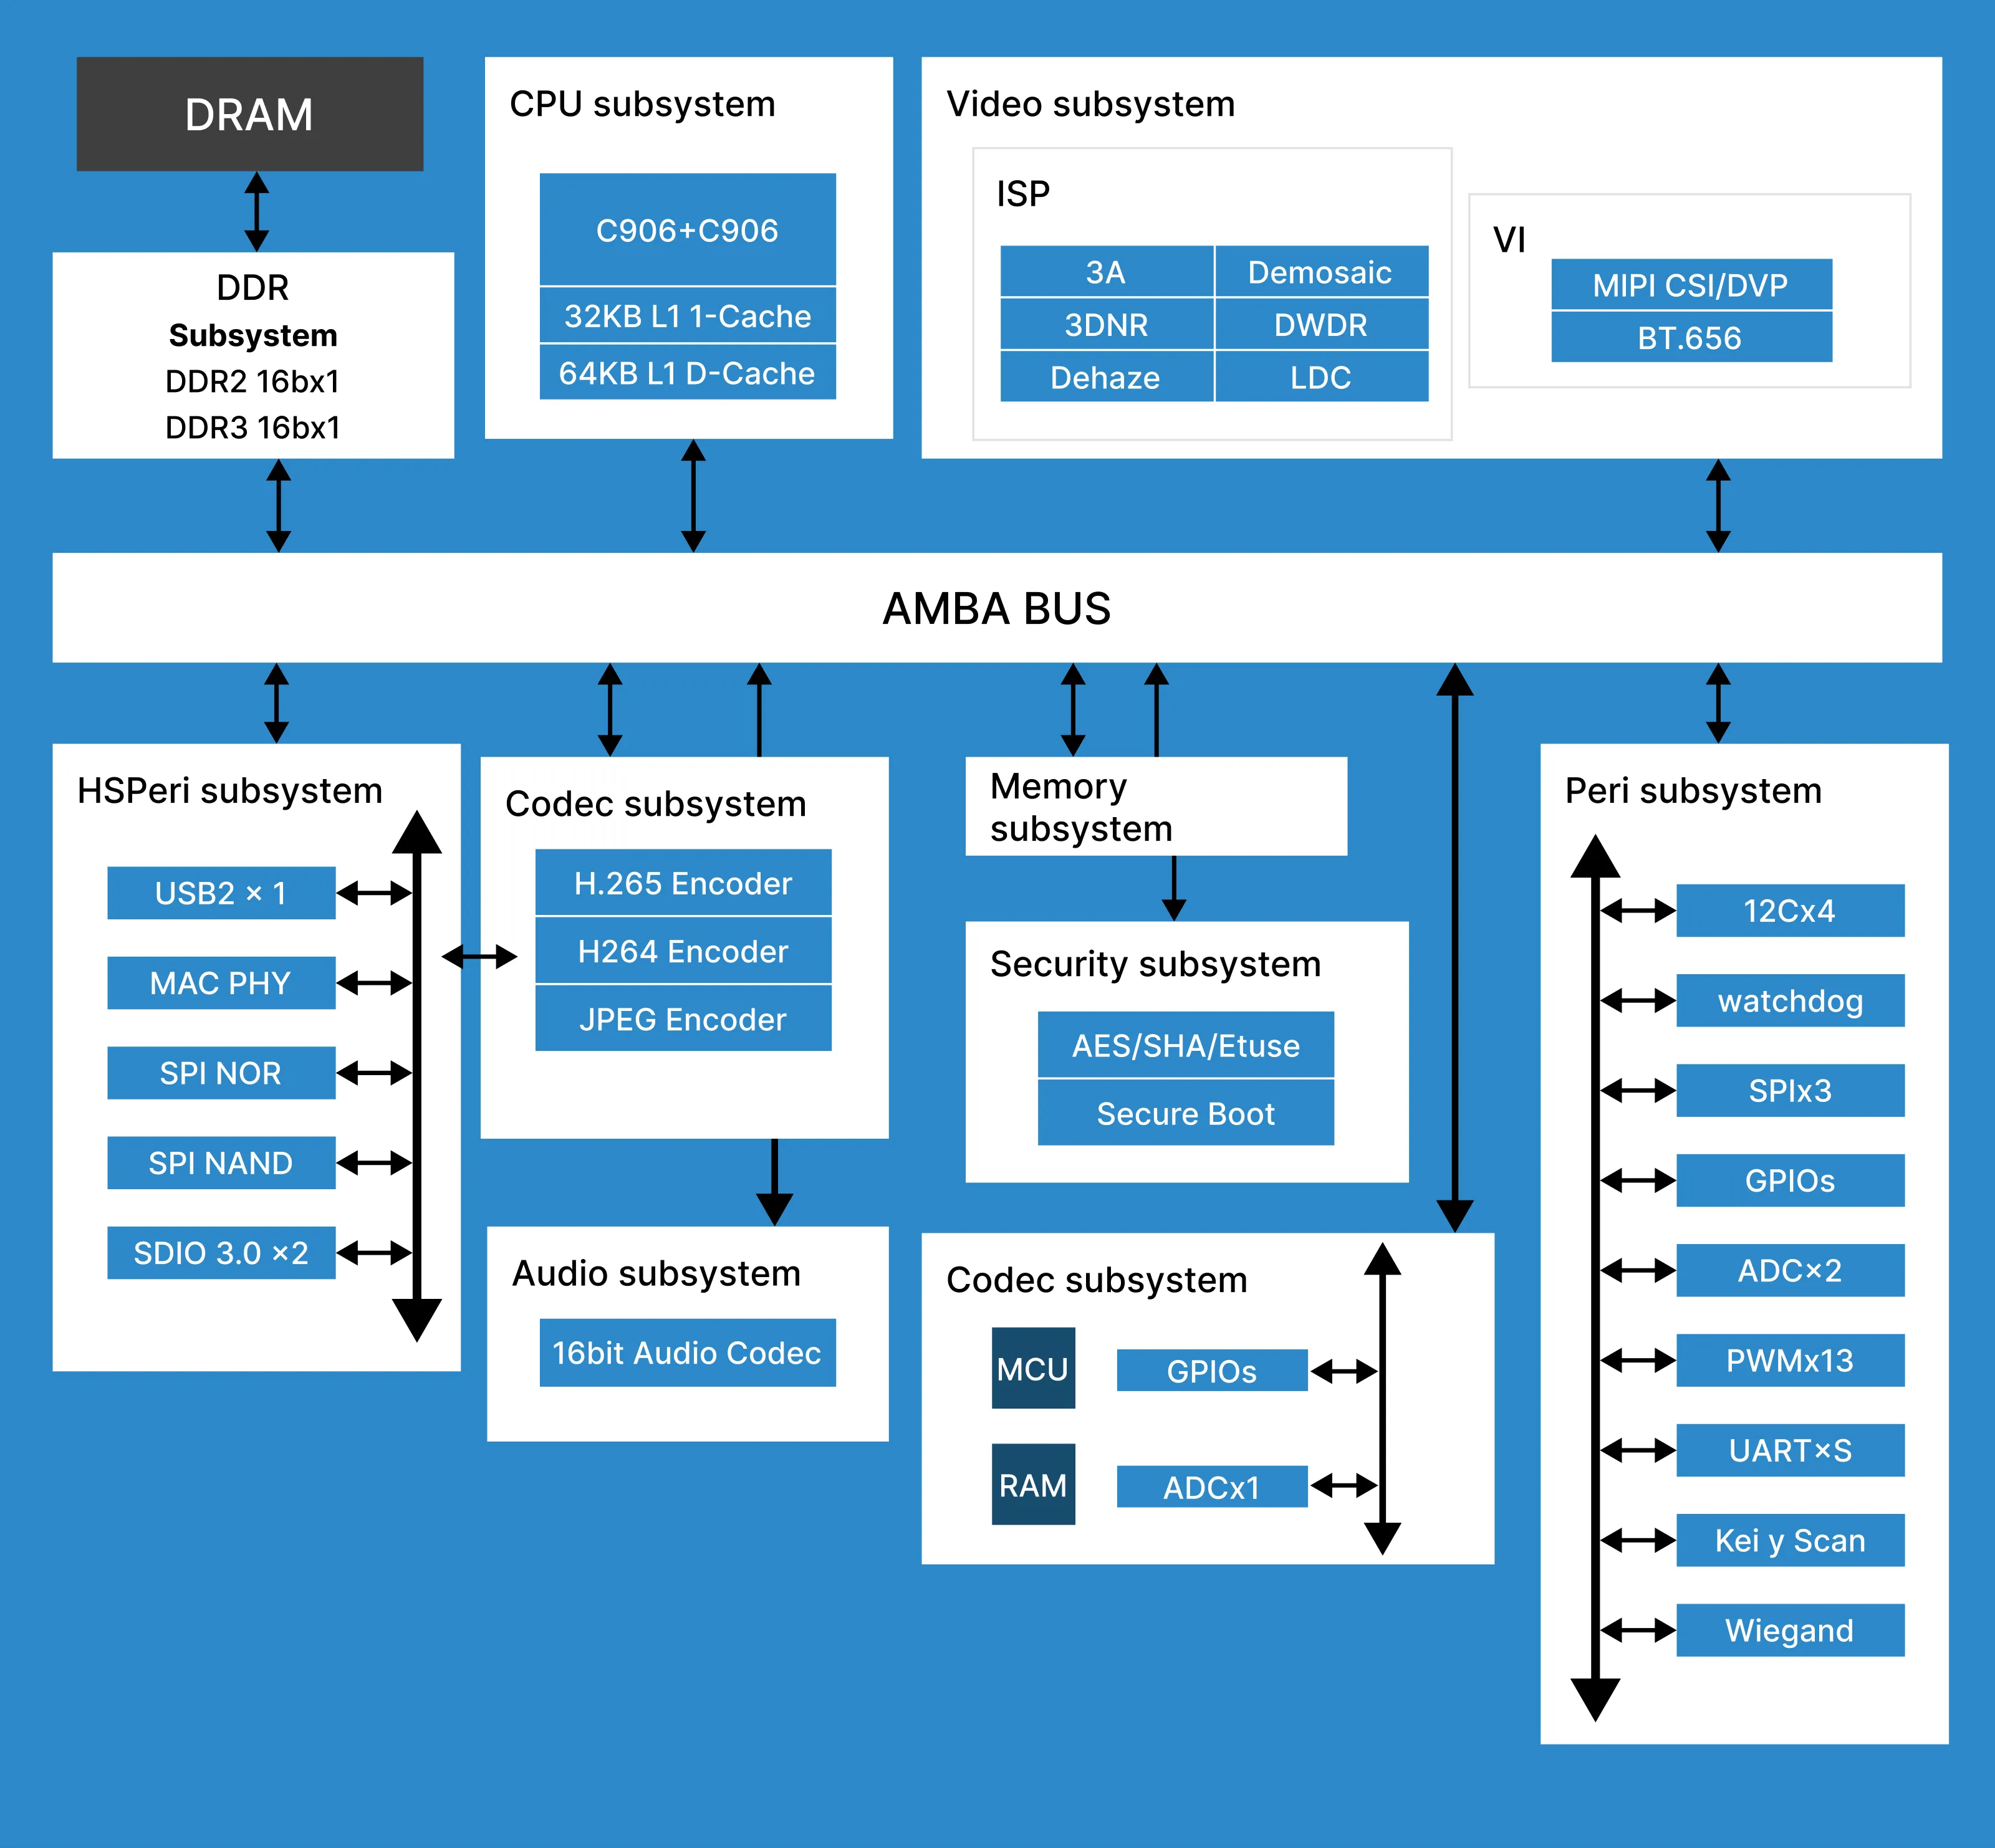 DRAM
DDR
Subsystem
DDR2 16bx1
DDR3 16bx1
CPU subsystem
C906+C906
32KB L1 1-Cache
64KB L1 D-Cache
Video subsystem
ISP
3A
Demosaic
3DNR
DWDR
Dehaze
LDC
VI
MIPI CSI/DVP
BT.656
AMBA BUS
HSPeri subsystem
USB2 × 1
MAC PHY
SPI NOR
SPI NAND
SDIO 3.0 ×2
Codec subsystem
H.265 Encoder
H264 Encoder
JPEG Encoder
Audio subsystem
16bit Audio Codec
Memory
subsystem
Security subsystem
AES/SHA/Etuse
Secure Boot
Codec subsystem
MCU
GPIOs
RAM
ADCx1
Peri subsystem
12Cx4
watchdog
SPIx3
GPIOs
ADC×2
PWMx13
UART×S
Kei y Scan
Wiegand